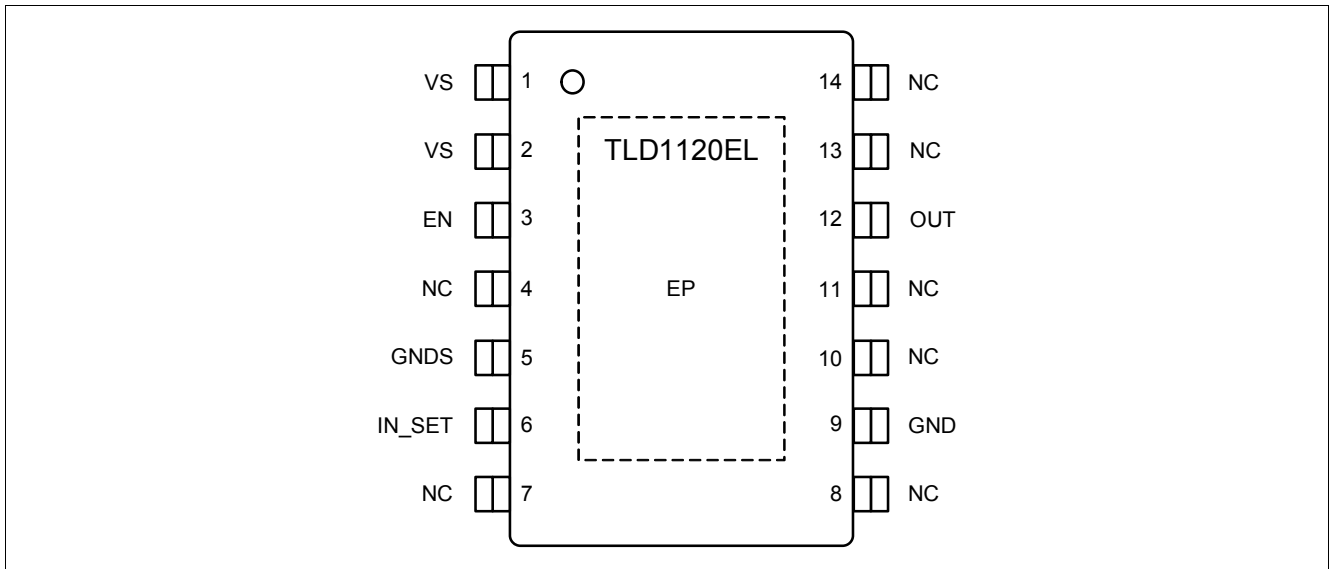 VS 1 14 NC
VS 2 TLD1120EL 13 NC
EN 3 12 OUT
NC 4 EP 11 NC
GNDS 5 10 NC
IN_SET 6 9 GND
NC 7 8 NC